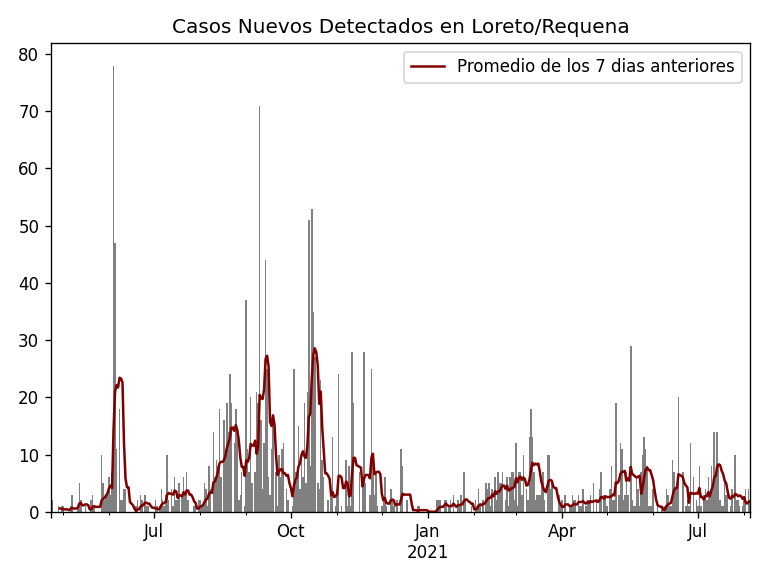 Casos Nuevos Detectados en Loreto/Requena
Promedio de los 7 dias anteriores
80
70
60
50
40
30
20
10
0
Jul
Oct
Jan
2021
Apr
Jul